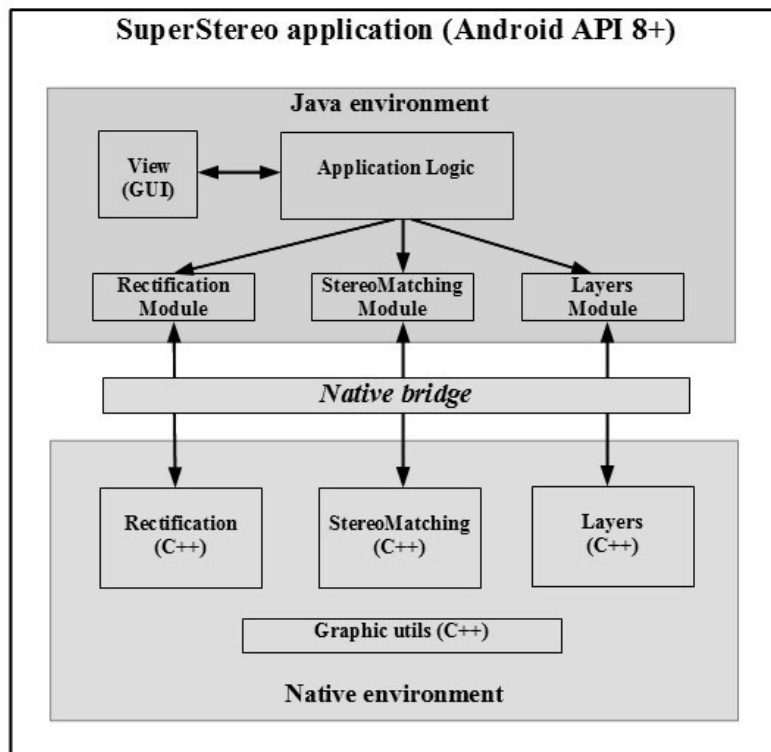 SuperStereo application (Android API 8+)
Java environment
View
(GUI)
Application Logic
Rectification
Module
StereoMatching
Module
Layers
Module
Native bridge
Rectification
(C++)
StereoMatching
(C++)
Layers
(C++)
Graphic utils (C++)
Native environment